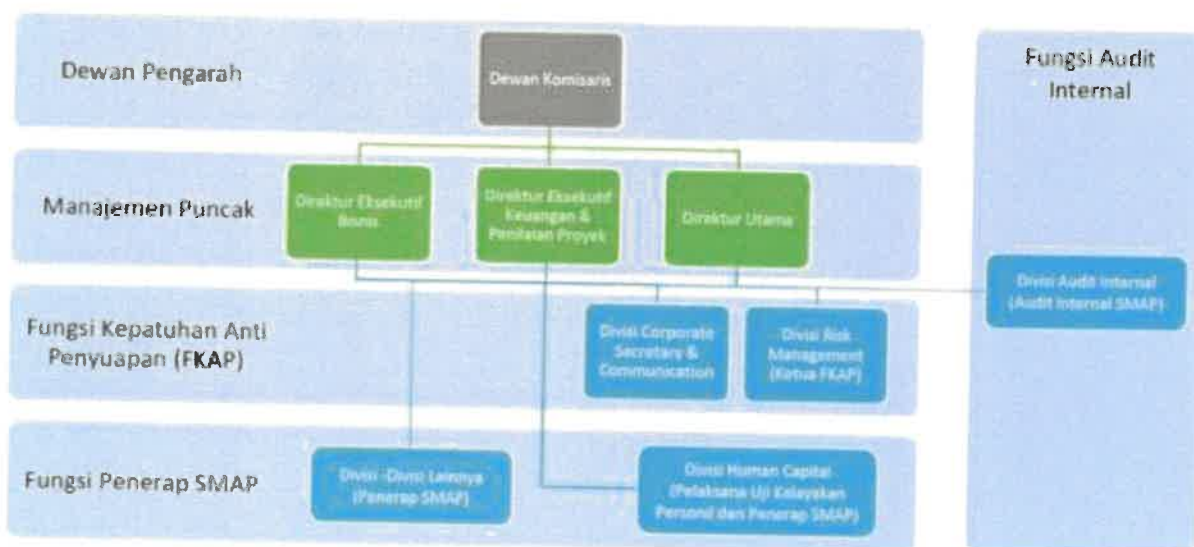 Dewan Pengarah
Dewan Komisaris
Fungsi Audit
Internal
Manajemen Puncak
Direktur Eksekutif
Bisnis
Direktur Eksekutif
Keuangan &
Penilaian Proyek
Direktur Utama
Divisi Audit Internal
(Audit Internal SMAP)
Fungsi Kepatuhan Anti
Penyuapan (FKAP)
Divisi Corporate
Secretary &
Communication
Divisi Risk
Management
(Ketua FKAP)
Fungsi Penerap SMAP
Divisi -Divisi Lainnya
(Penerap SMAP)
Divisi Human Capital
(Pelaksana Uji Kelayakan
Personil dan Penerap SMAP)